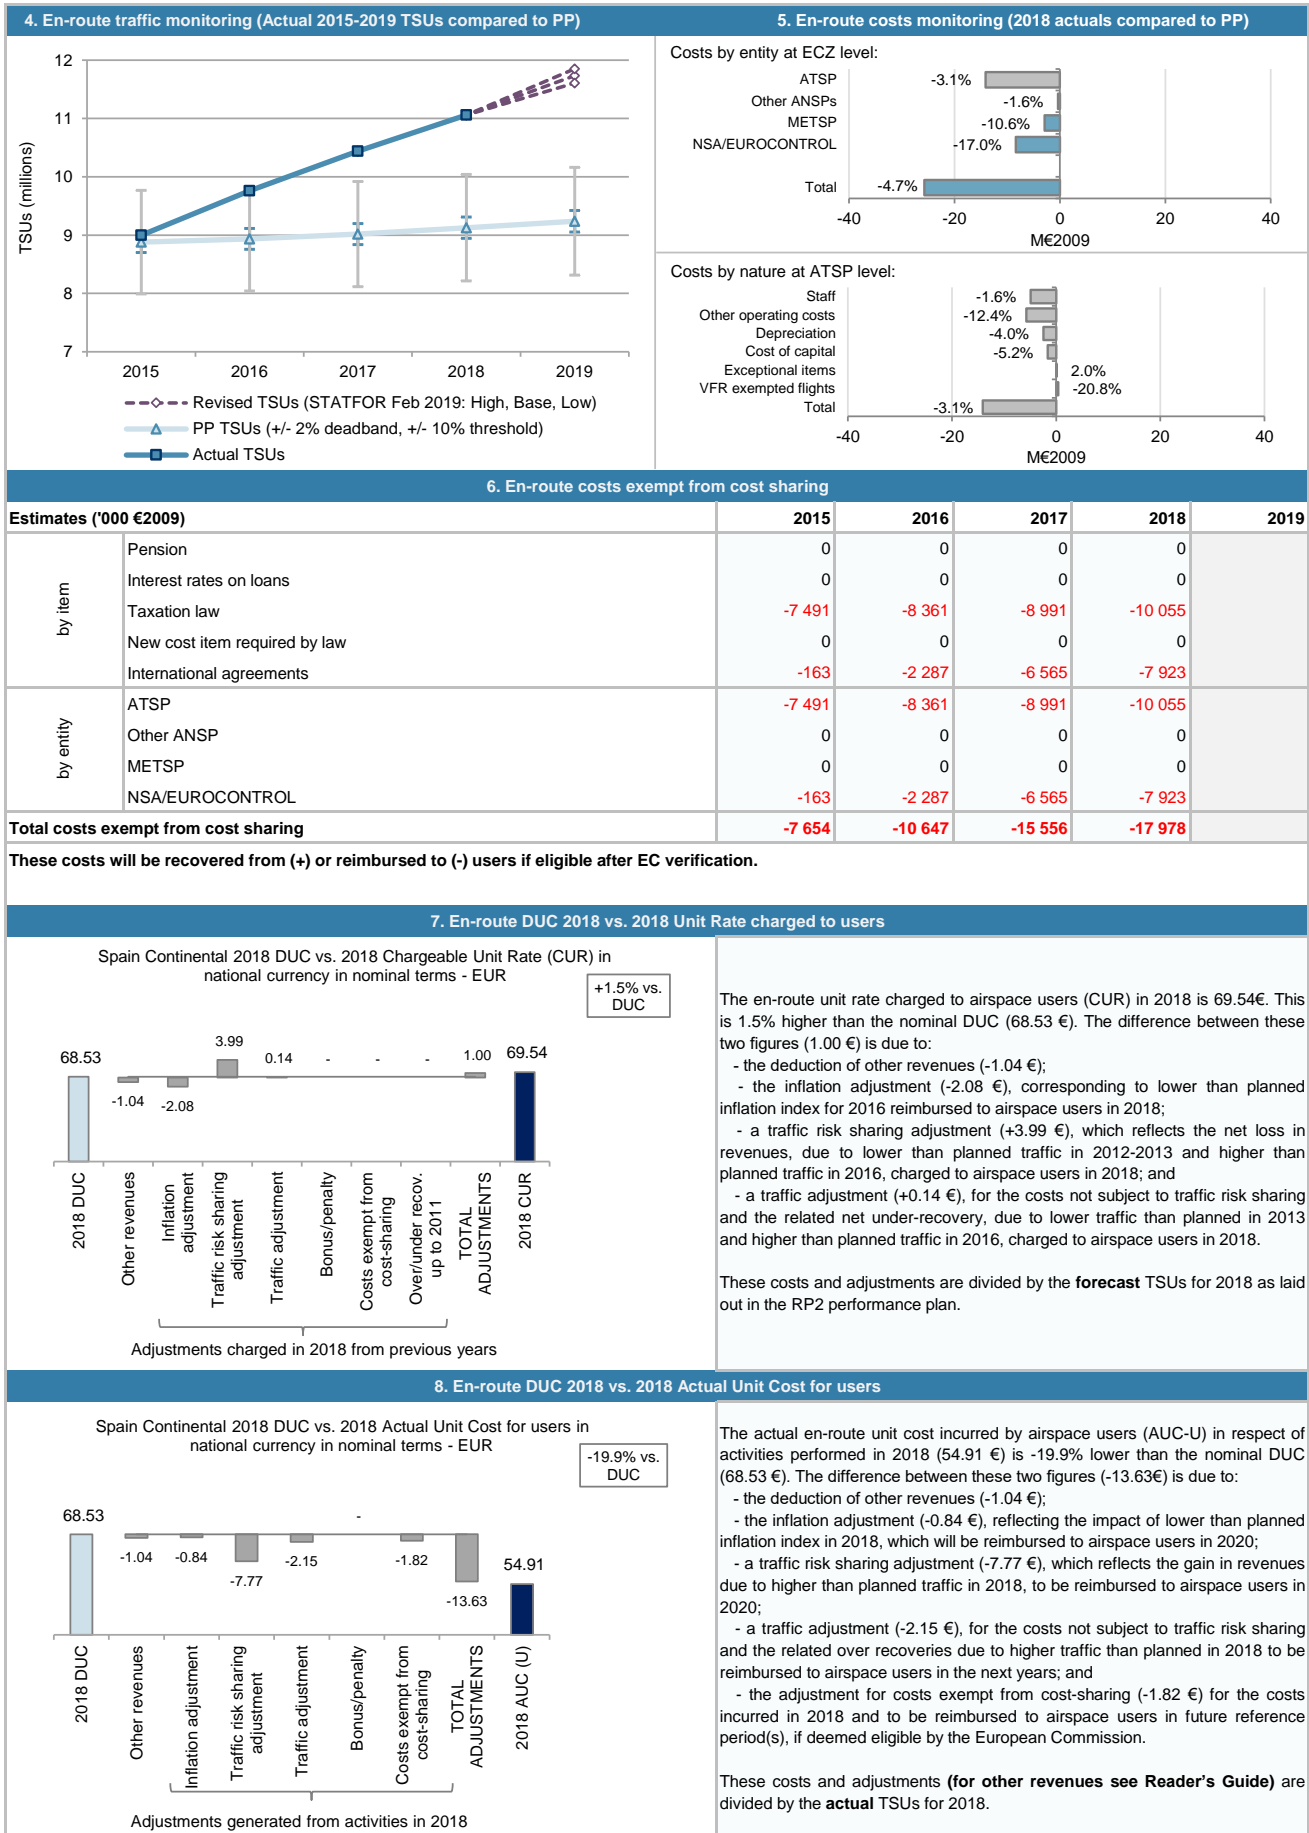 4. En-route traffic monitoring (Actual 2015-2019 TSUs compared to PP)
TSUs (millions)
12
11
10
9
8
7
2015 2016 2017 2018 2019
Revised TSUs (STATFOR Feb 2019: High, Base, Low)
PP TSUs (+/- 2% deadband, +/- 10% threshold)
Actual TSUs
5. En-route costs monitoring (2018 actuals compared to PP)
Costs by entity at ECZ level:
ATSP -3.1%
Other ANSPs -1.6%
METSP -10.6%
NSA/EUROCONTROL -17.0%
Total -4.7%
-40 -20 0 20 40
M€2009
Costs by nature at ATSP level:
Staff -1.6%
Other operating costs -12.4%
Depreciation -4.0%
Cost of capital -5.2%
Exceptional items 2.0%
VFR exempted flights -20.8%
Total -3.1%
-40 -20 0 20 40
M€2009
6. En-route costs exempt from cost sharing
Estimates ('000 €2009) 2015 2016 2017 2018 2019
by item
Pension 0 0 0 0
Interest rates on loans 0 0 0 0
Taxation law -7 491 -8 361 -8 991 -10 055
New cost item required by law 0 0 0 0
International agreements -163 -2 287 -6 565 -7 923
by entity
ATSP -7 491 -8 361 -8 991 -10 055
Other ANSP 0 0 0 0
METSP 0 0 0 0
NSA/EUROCONTROL -163 -2 287 -6 565 -7 923
Total costs exempt from cost sharing -7 654 -10 647 -15 556 -17 978
These costs will be recovered from (+) or reimbursed to (-) users if eligible after EC verification.
7. En-route DUC 2018 vs. 2018 Unit Rate charged to users
Spain Continental 2018 DUC vs. 2018 Chargeable Unit Rate (CUR) in
national currency in nominal terms - EUR
+1.5% vs.
DUC
68.53 -1.04 -2.08 3.99 0.14 - - - 1.00 69.54
2018 DUC
Other revenues
Inflation
adjustment
Traffic risk sharing
adjustment
Traffic adjustment
Bonus/penalty
Costs exempt from
cost-sharing
Over/under recov.
up to 2011
TOTAL
ADJUSTMENTS
2018 CUR
Adjustments charged in 2018 from previous years
The en-route unit rate charged to airspace users (CUR) in 2018 is 69.54€. This
is 1.5% higher than the nominal DUC (68.53 €). The difference between these
two figures (1.00 €) is due to:
- the deduction of other revenues (-1.04 €);
- the inflation adjustment (-2.08 €), corresponding to lower than planned
inflation index for 2016 reimbursed to airspace users in 2018;
- a traffic risk sharing adjustment (+3.99 €), which reflects the net loss in
revenues, due to lower than planned traffic in 2012-2013 and higher than
planned traffic in 2016, charged to airspace users in 2018; and
- a traffic adjustment (+0.14 €), for the costs not subject to traffic risk sharing
and the related net under-recovery, due to lower traffic than planned in 2013
and higher than planned traffic in 2016, charged to airspace users in 2018.
These costs and adjustments are divided by the forecast TSUs for 2018 as laid
out in the RP2 performance plan.
8. En-route DUC 2018 vs. 2018 Actual Unit Cost for users
Spain Continental 2018 DUC vs. 2018 Actual Unit Cost for users in
national currency in nominal terms - EUR
-19.9% vs.
DUC
68.53 -1.04 -0.84 -7.77 -2.15 - -1.82 -13.63 54.91
2018 DUC
Other revenues
Inflation adjustment
Traffic risk sharing
adjustment
Traffic adjustment
Bonus/penalty
Costs exempt from
cost-sharing
TOTAL
ADJUSTMENTS
2018 AUC (U)
Adjustments generated from activities in 2018
The actual en-route unit cost incurred by airspace users (AUC-U) in respect of
activities performed in 2018 (54.91 €) is -19.9% lower than the nominal DUC
(68.53 €). The difference between these two figures (-13.63€) is due to:
- the deduction of other revenues (-1.04 €);
- the inflation adjustment (-0.84 €), reflecting the impact of lower than planned
inflation index in 2018, which will be reimbursed to airspace users in 2020;
- a traffic risk sharing adjustment (-7.77 €), which reflects the gain in revenues
due to higher than planned traffic in 2018, to be reimbursed to airspace users in
2020;
- a traffic adjustment (-2.15 €), for the costs not subject to traffic risk sharing
and the related over recoveries due to higher traffic than planned in 2018 to be
reimbursed to airspace users in the next years; and
- the adjustment for costs exempt from cost-sharing (-1.82 €) for the costs
incurred in 2018 and to be reimbursed to airspace users in future reference
period(s), if deemed eligible by the European Commission.
These costs and adjustments (for other revenues see Reader's Guide) are
divided by the actual TSUs for 2018.